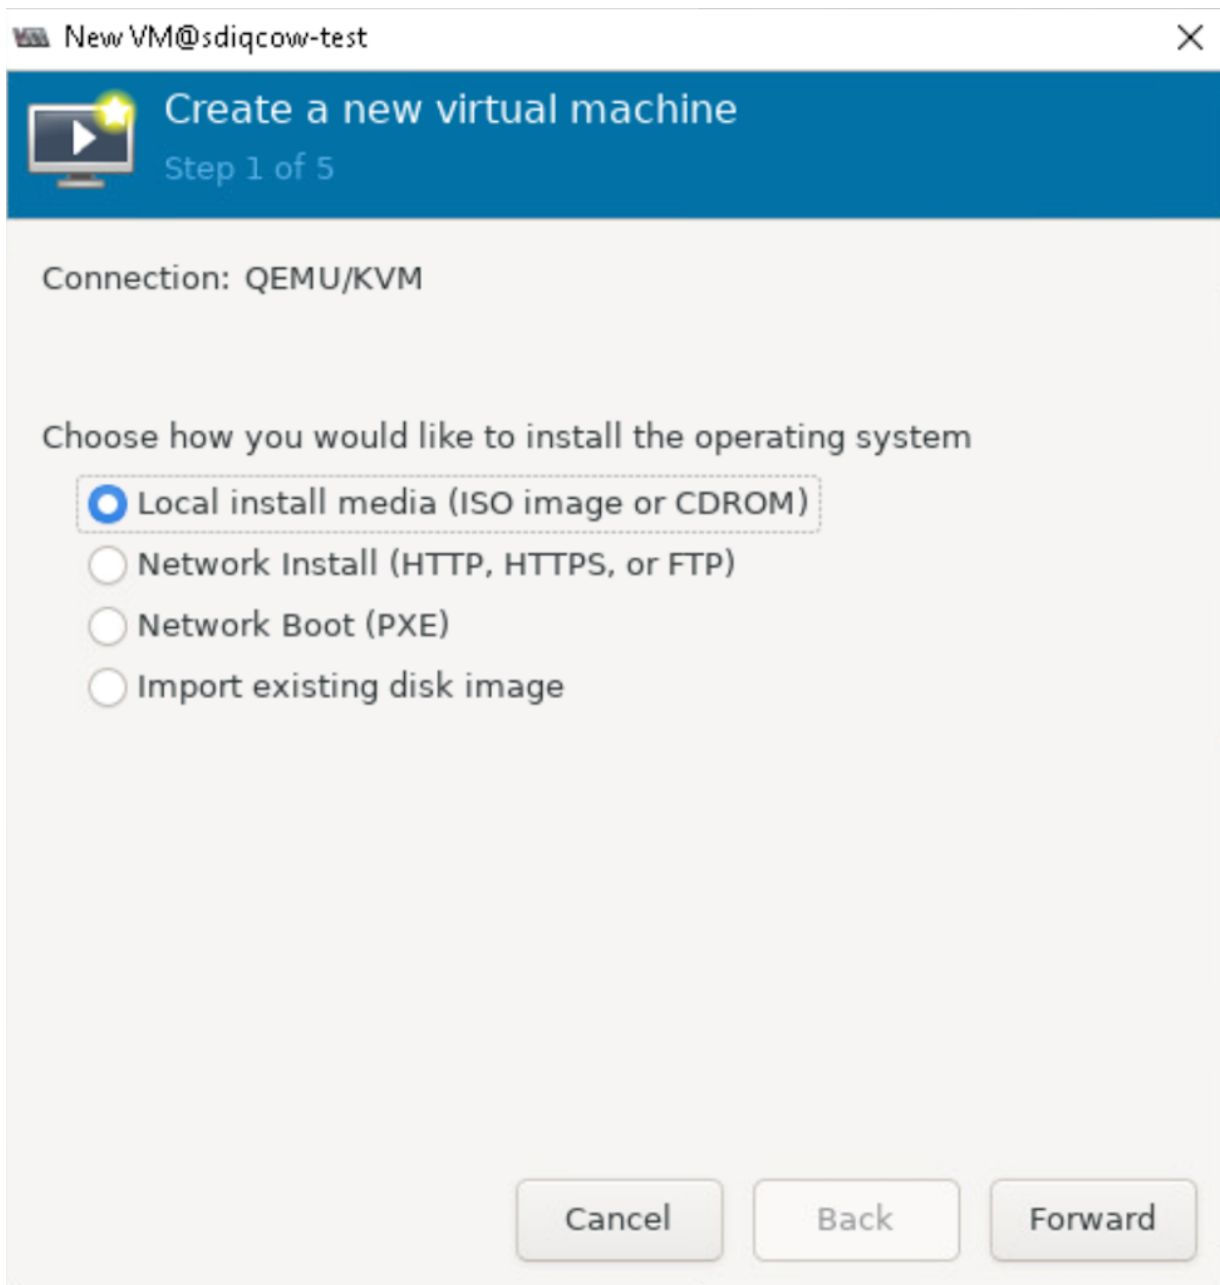 New VM@sdiqcow-test
Create a new virtual machine
Step 1 of 5
Connection: QEMU/KVM
Choose how you would like to install the operating system
Local install media (ISO image or CDROM)
Network Install (HTTP, HTTPS, or FTP)
Network Boot (PXE)
Import existing disk image
Cancel
Back
Forward